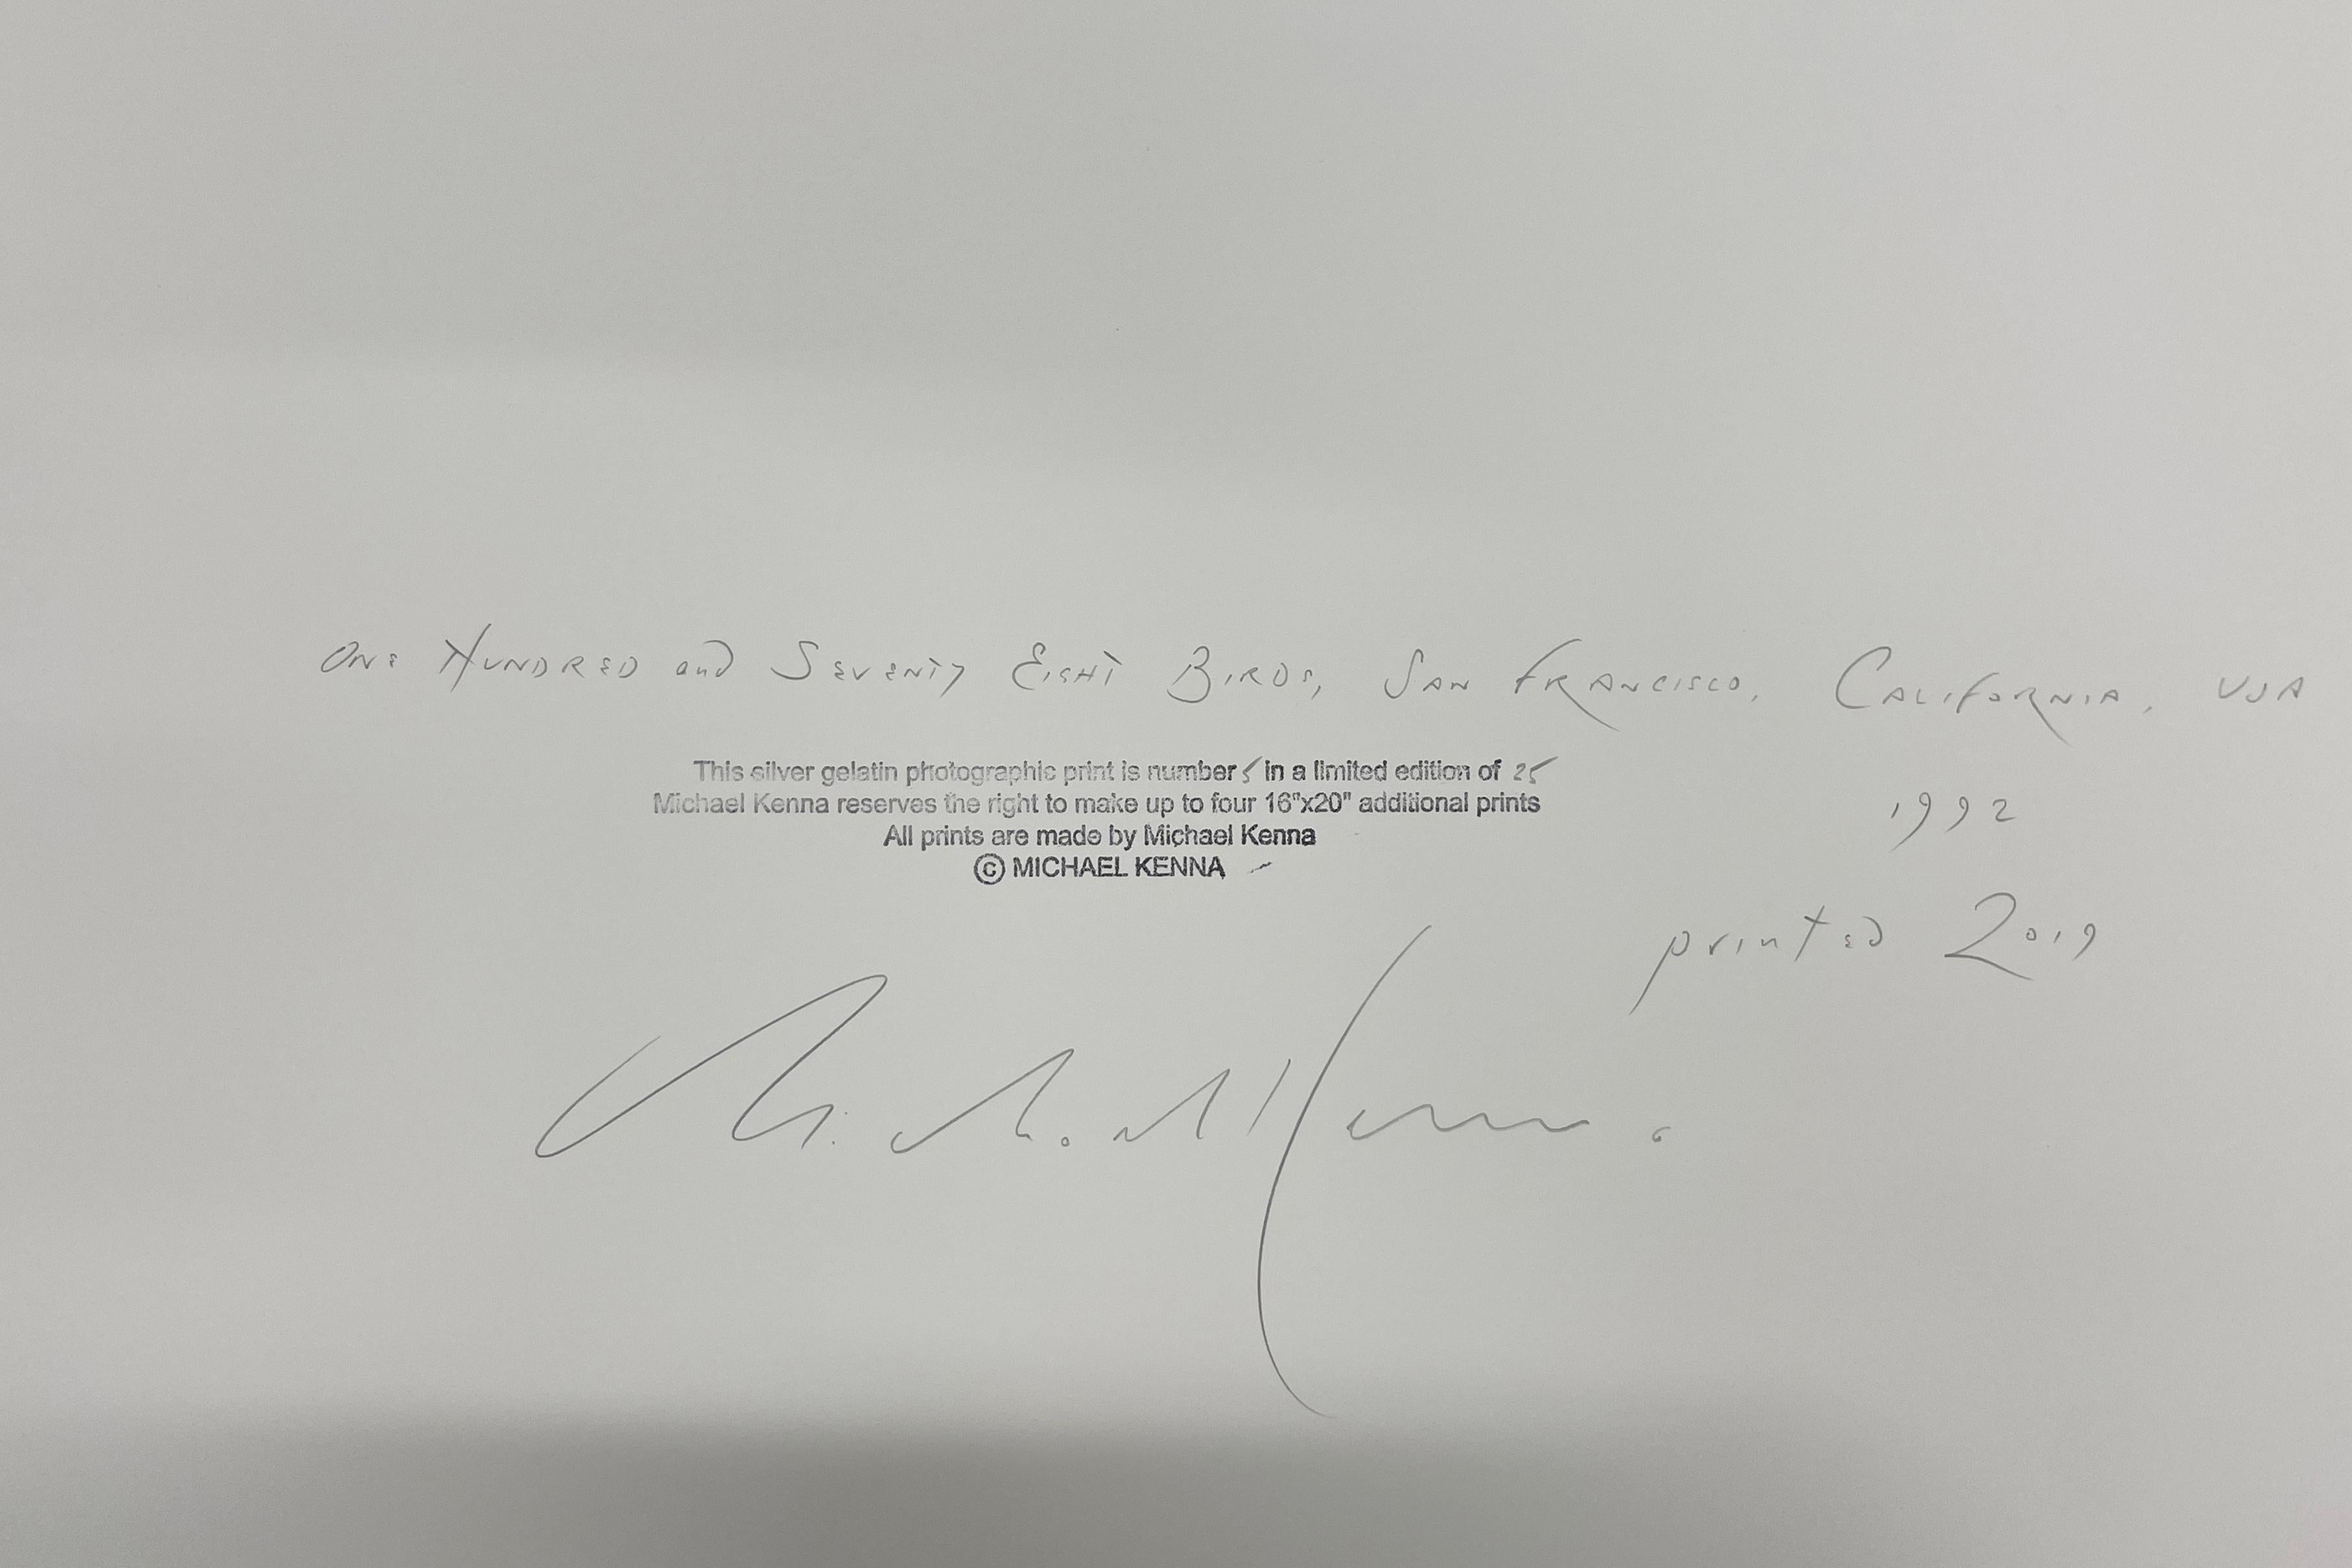 One Hundred and Seventy Eight Birds, San Francisco, California, USA
This silver gelatin photographic print is number 5 in a limited edition of 25
Michael Kenna reserves the right to make up to four 16"x20" additional prints
1992
All prints are made by Michael Kenna
© MICHAEL KENNA
printed 2019
Michael Kenna